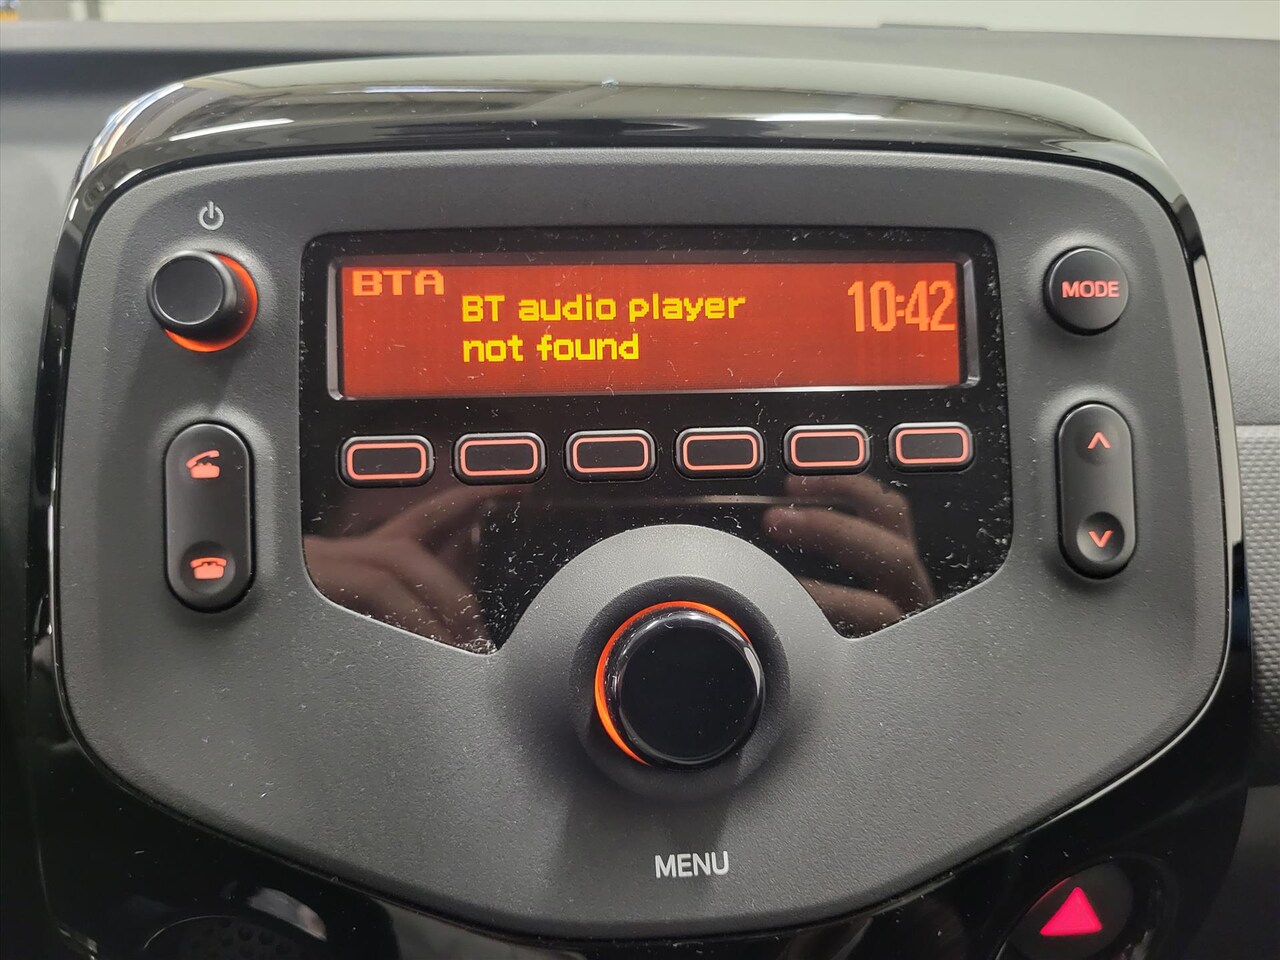 BTA
BT audio player
not found
10:42
MODE
MENU